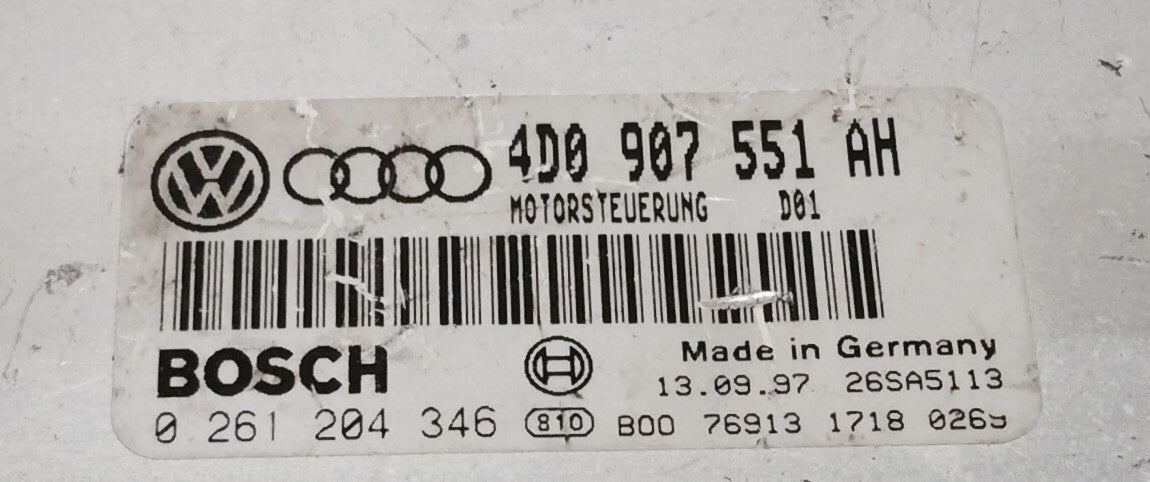 4D0 907 551 AH
MOTORSTEUERUNG D01
BOSCH
Made in Germany
13.09.97 26SA5113
0 261 204 346 810 B00 76913 1718